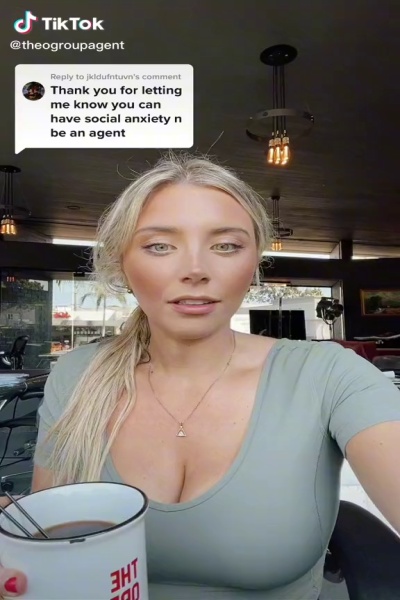 TikTok
@theogroupagent
Reply to jkldufntuvn's comment
Thank you for letting
me know you can
have social anxiety n
be an agent
THE